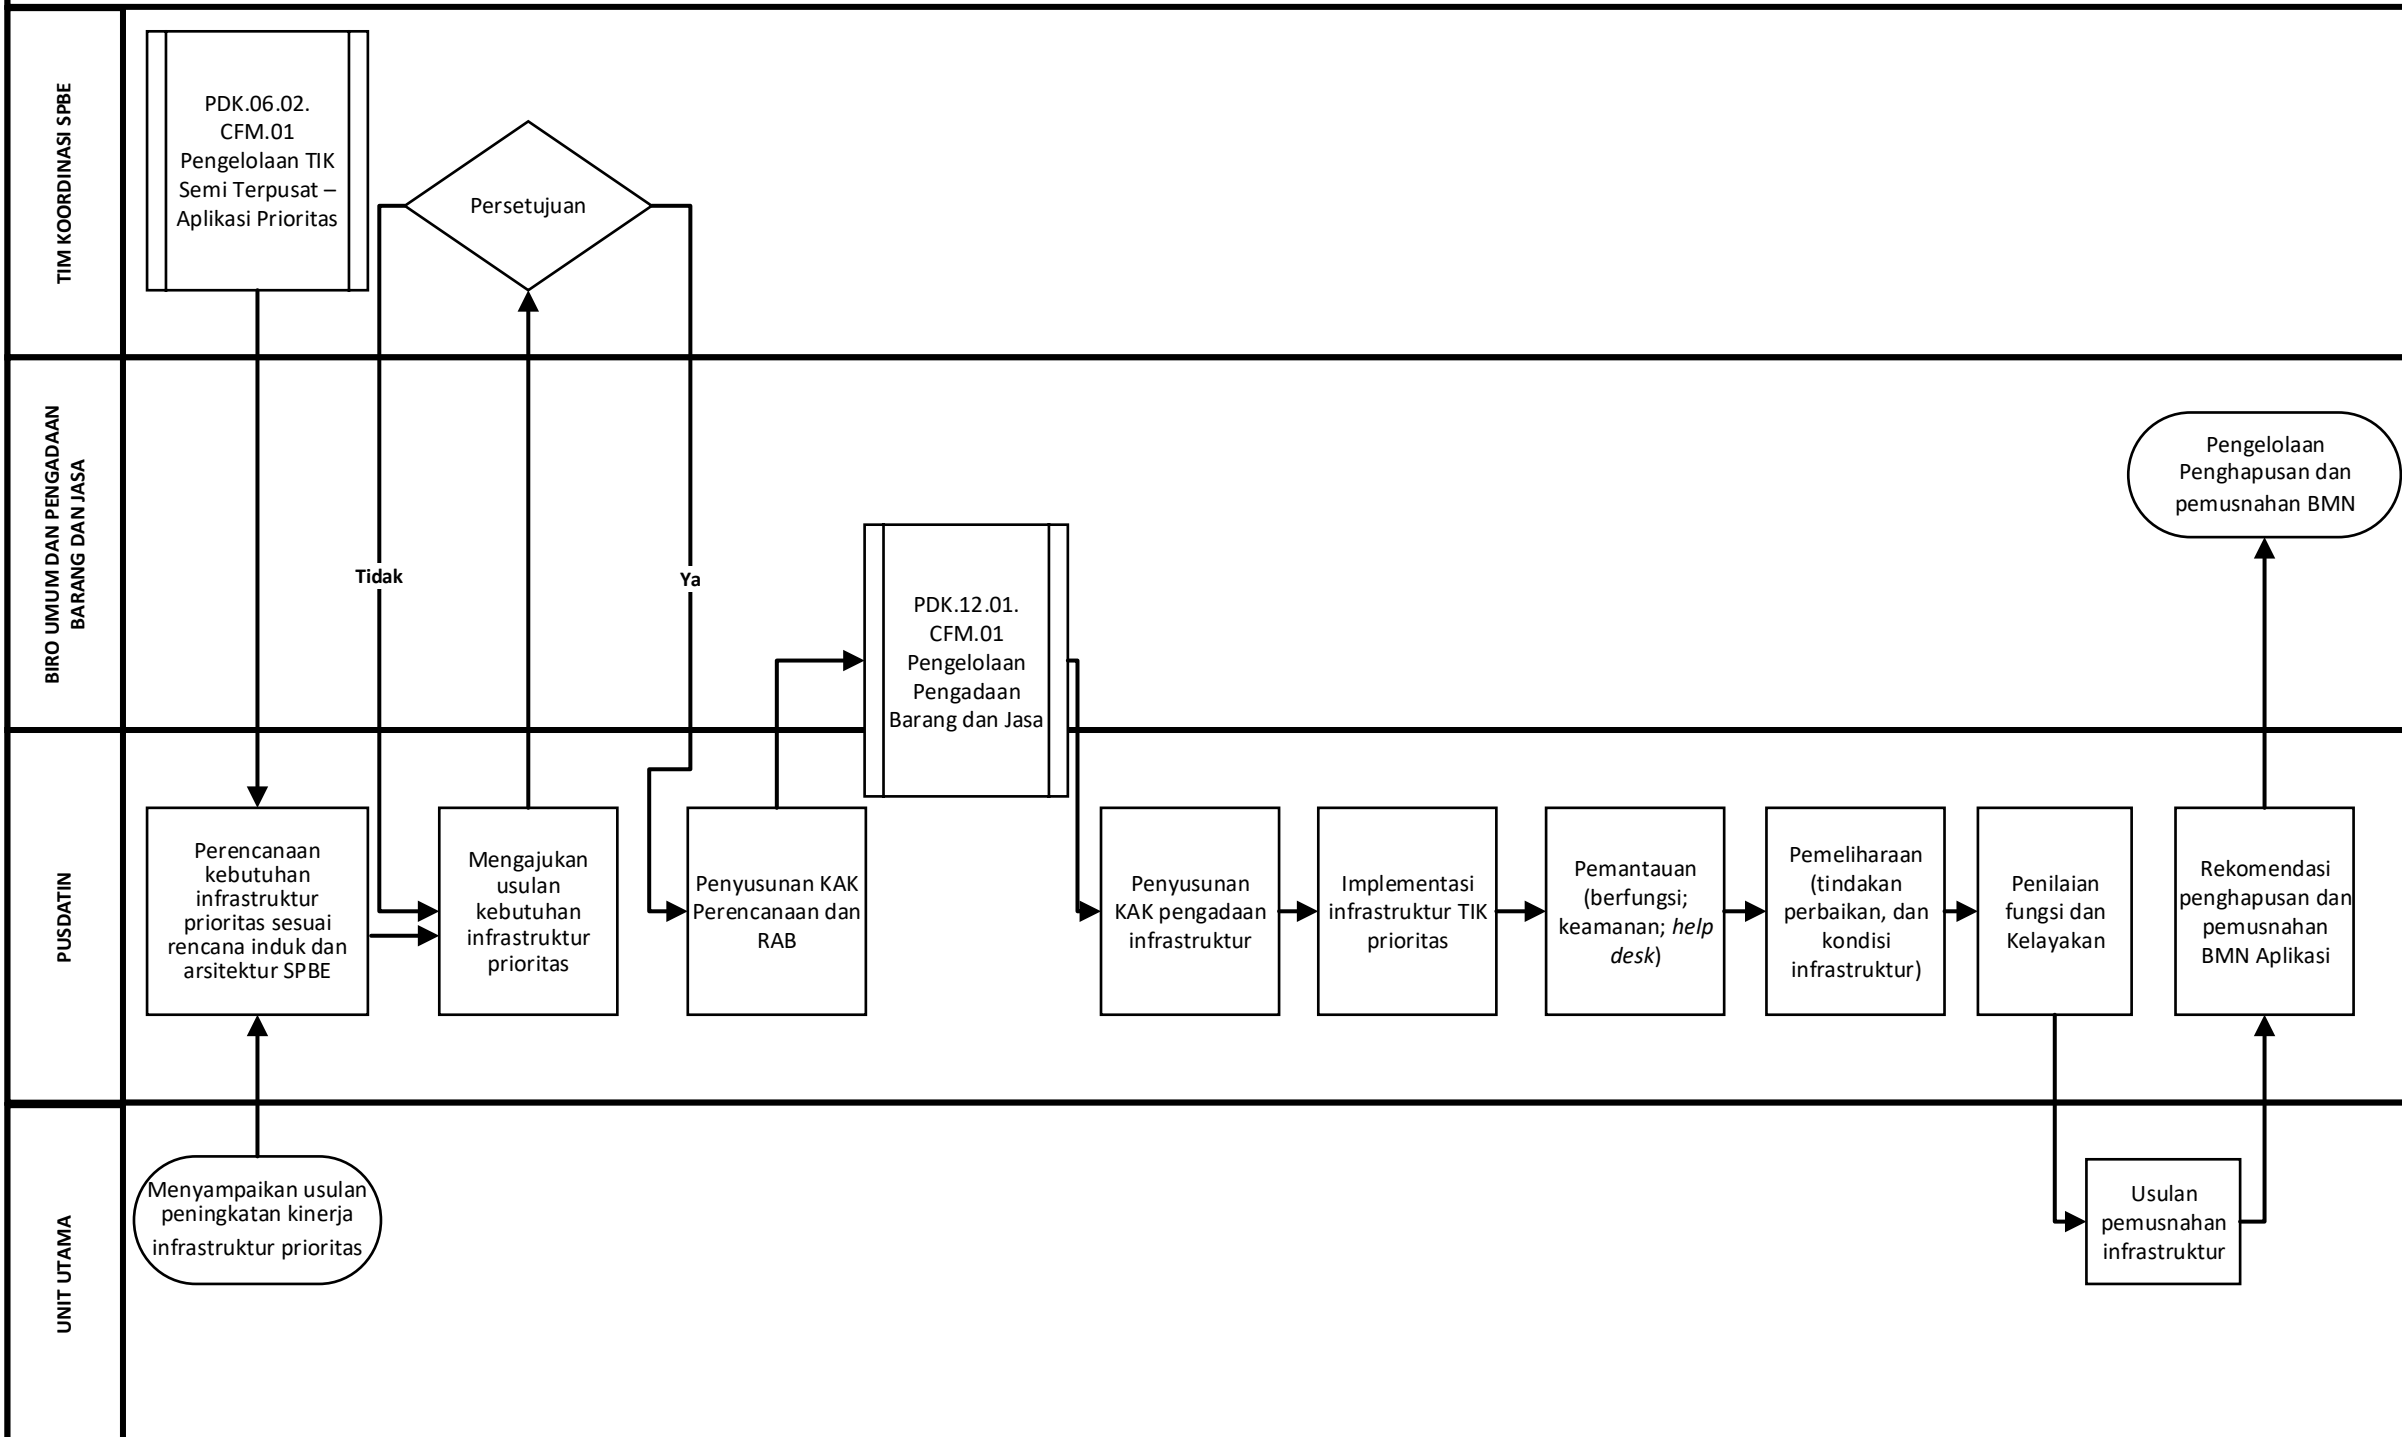 TIM KOORDINASI SPBE
PDK.06.02.
CFM.01
Pengelolaan TIK
Semi Terpusat –
Aplikasi Prioritas
Persetujuan
BIRO UMUM DAN PENGADAAN
BARANG DAN JASA
Tidak
Ya
PDK.12.01.
CFM.01
Pengelolaan
Pengadaan
Barang dan Jasa
Pengelolaan
Penghapusan dan
pemusnahan BMN
PUSDATIN
Perencanaan
kebutuhan
infrastruktur
prioritas sesuai
rencana induk dan
arsitektur SPBE
Mengajukan
usulan
kebutuhan
infrastruktur
prioritas
Penyusunan KAK
Perencanaan dan
RAB
Penyusunan
KAK pengadaan
infrastruktur
Implementasi
infrastruktur TIK
prioritas
Pemantauan
(berfungsi;
keamanan; help
desk)
Pemeliharaan
(tindakan
perbaikan, dan
kondisi
infrastruktur)
Penilaian
fungsi dan
Kelayakan
Rekomendasi
penghapusan dan
pemusnahan
BMN Aplikasi
UNIT UTAMA
Menyampaikan usulan
peningkatan kinerja
infrastruktur prioritas
Usulan
pemusnahan
infrastruktur